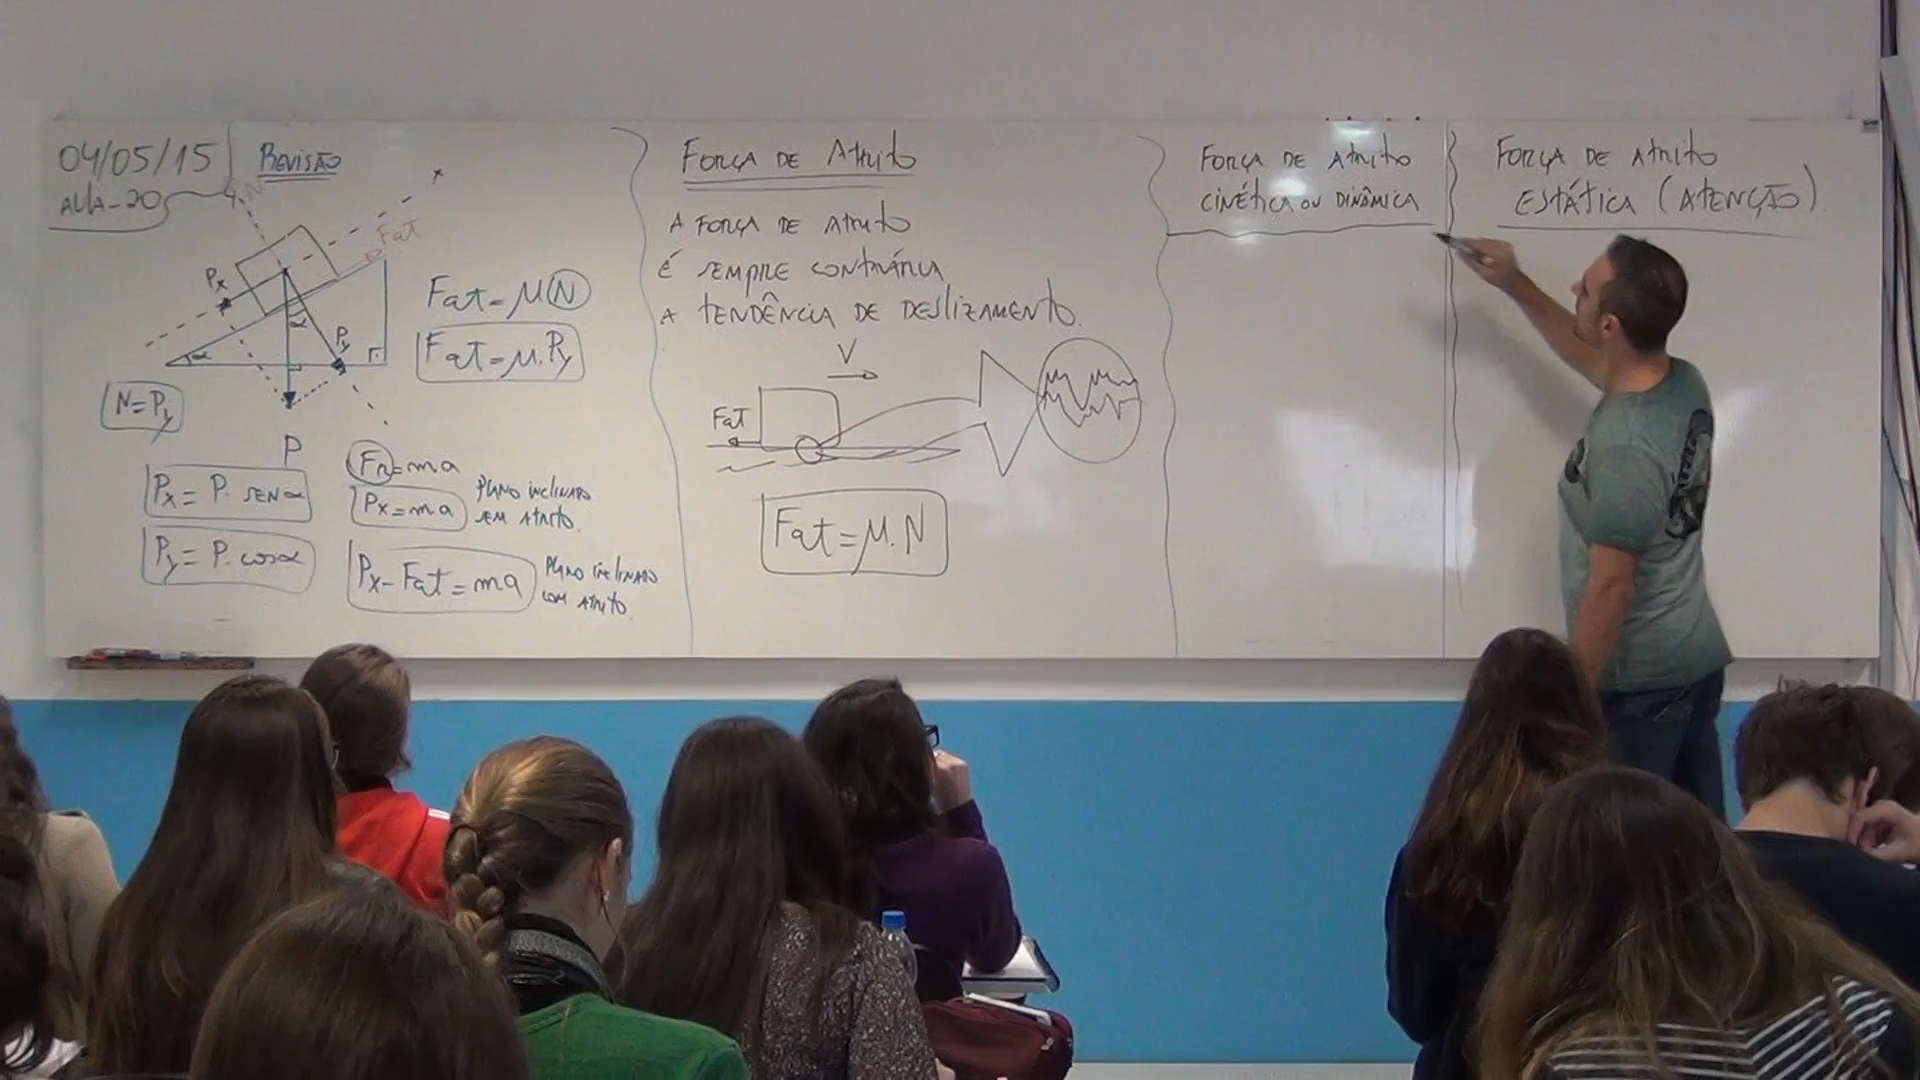 04/05/15
AULA-20
REVISÃO
Fat
Px
Py
α
α
N=Py
P
Fat=μN
Fat=μ.Py
Px=P.SENα
Py=P.cosα
FR=ma
Px=ma
PLANO INCLINADO
SEM ATRITO.
Px-Fat=ma
PLANO INCLINADO
COM ATRITO.
FORÇA DE ATRITO
A FORÇA DE ATRITO
É SEMPRE CONTRÁRIA
A TENDÊNCIA DE DESLIZAMENTO.
V
FaT
Fat=μ.N
FORÇA DE ATRITO
CINÉTICA OU DINÂMICA
FORÇA DE ATRITO
ESTÁTICA (ATENÇÃO)